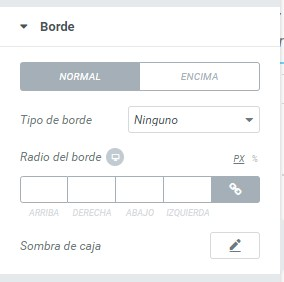 Borde
NORMAL ENCIMA
Tipo de borde Ninguno
Radio del borde PX %
ARRIBA DERECHA ABAJO IZQUIERDA
Sombra de caja